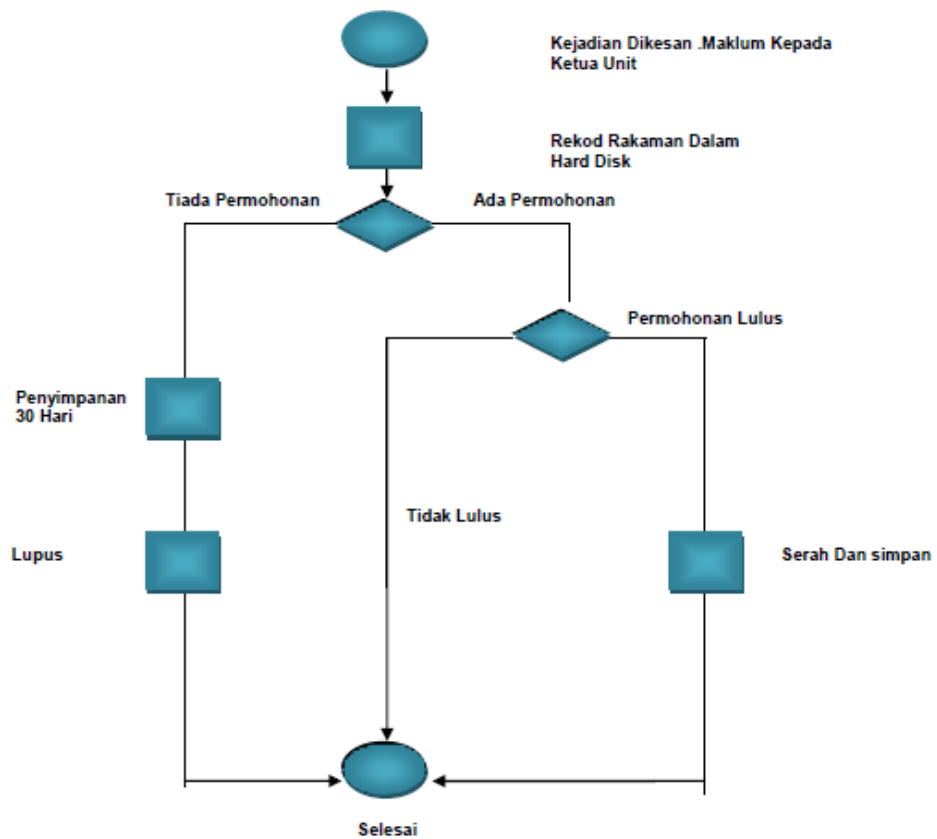 Kejadian Dikesan .Maklum Kepada
Ketua Unit
Rekod Rakaman Dalam
Hard Disk
Tiada Permohonan
Ada Permohonan
Permohonan Lulus
Penyimpanan
30 Hari
Tidak Lulus
Lupus
Serah Dan simpan
Selesai